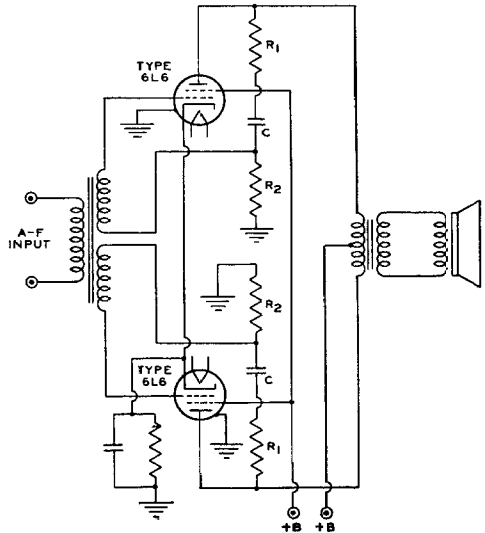 TYPE
6L6
R1
C
R2
A-F
INPUT
R2
TYPE
6L6
C
R1
+B +B